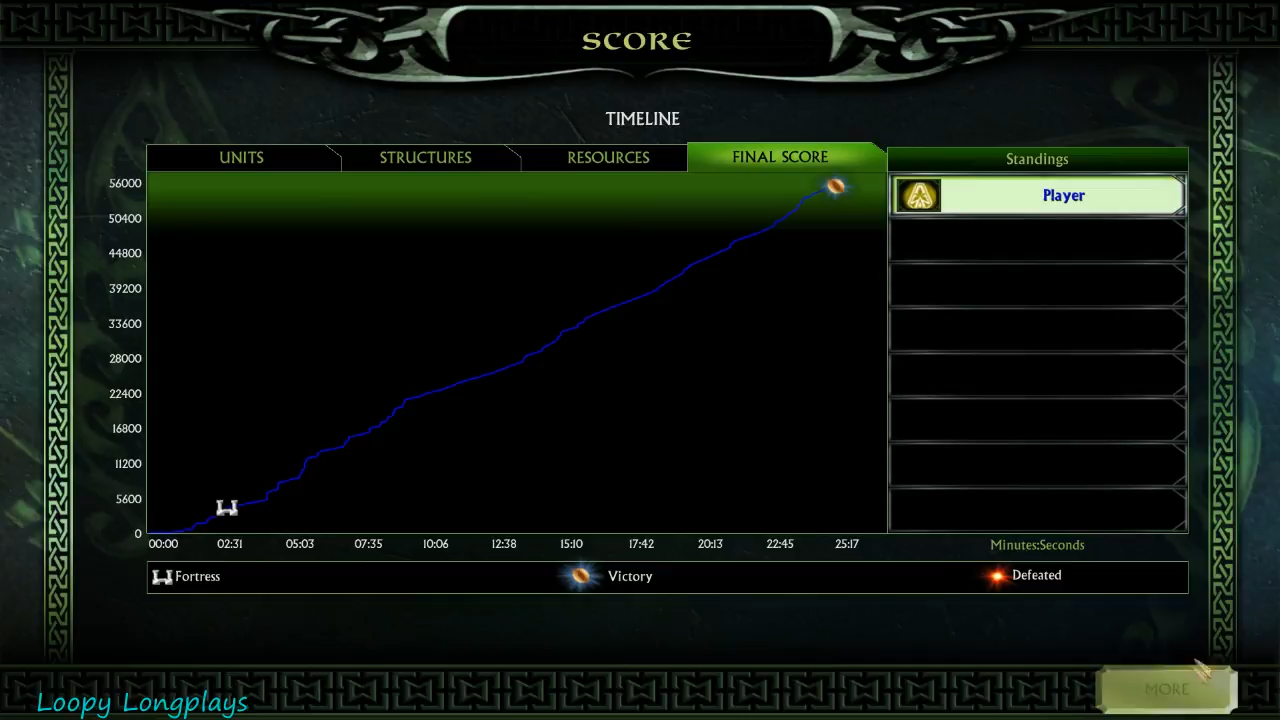 SCORE
TIMELINE
UNITS STRUCTURES RESOURCES FINAL SCORE Standings
Player
56000
50400
44800
39200
33600
28000
22400
16800
11200
5600
0
00:00 02:31 05:03 07:35 10:06 12:38 15:10 17:42 20:13 22:45 25:17 Minutes:Seconds
Fortress Victory Defeated
MORE
Loopy Longplays